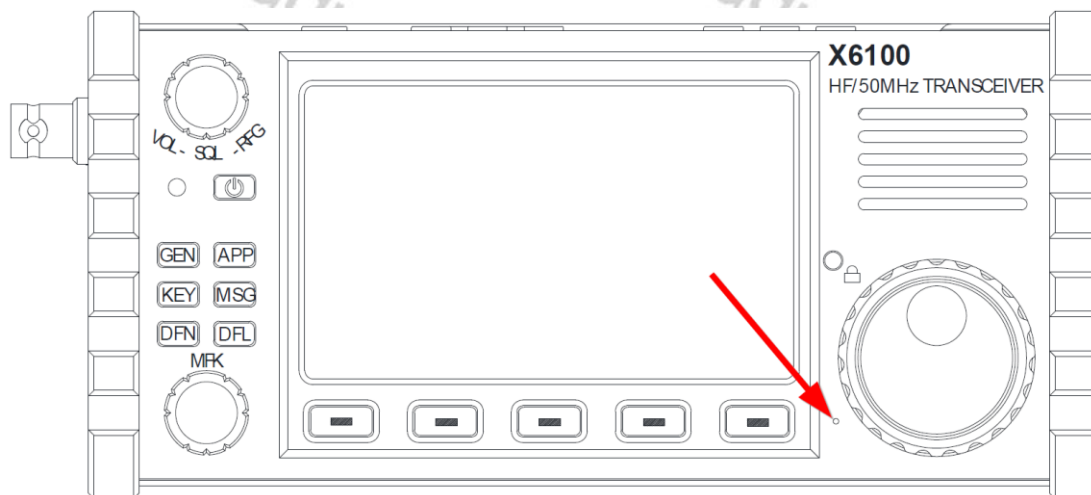 X6100
HF/50MHz TRANSCEIVER
VOL- SQL -RFG
GEN APP
KEY MSG
DFN DFL
MFK